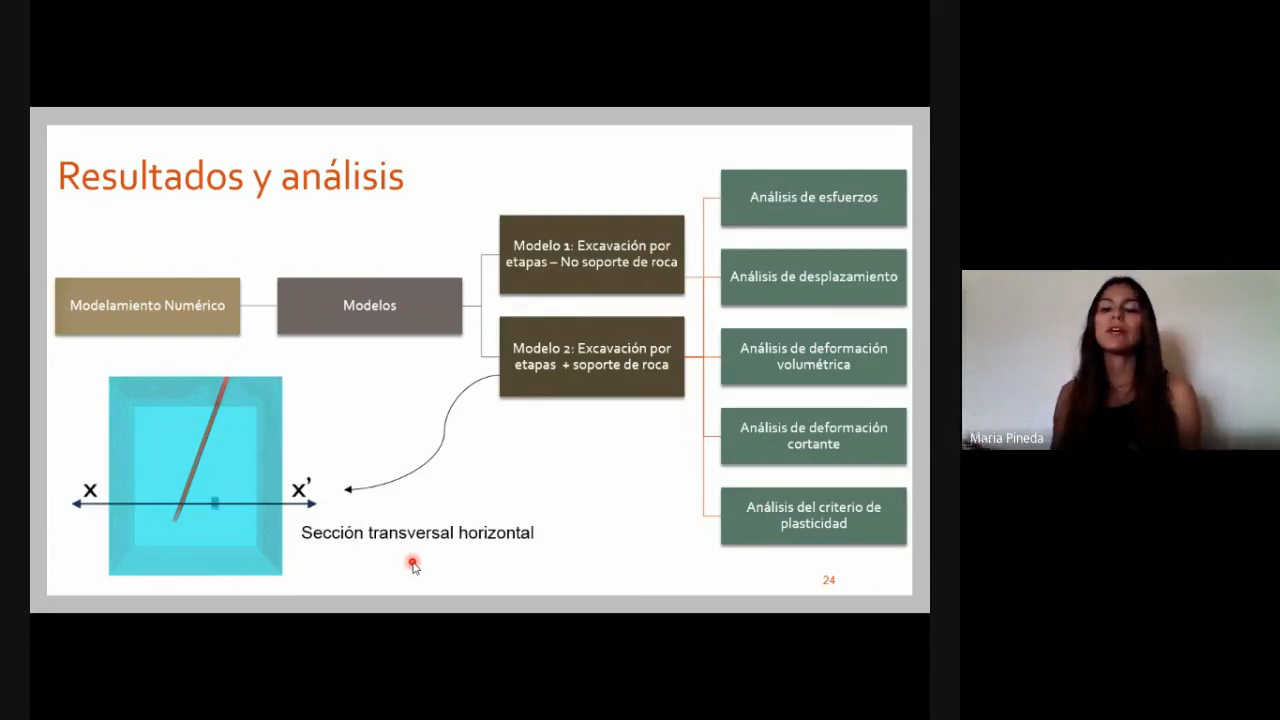 Resultados y análisis
Modelamiento Numérico
Modelos
Modelo 1: Excavación por
etapas – No soporte de roca
Modelo 2: Excavación por
etapas + soporte de roca
Análisis de esfuerzos
Análisis de desplazamiento
Análisis de deformación
volumétrica
Análisis de deformación
cortante
Análisis del criterio de
plasticidad
x
x’
Sección transversal horizontal
24
Maria Pineda